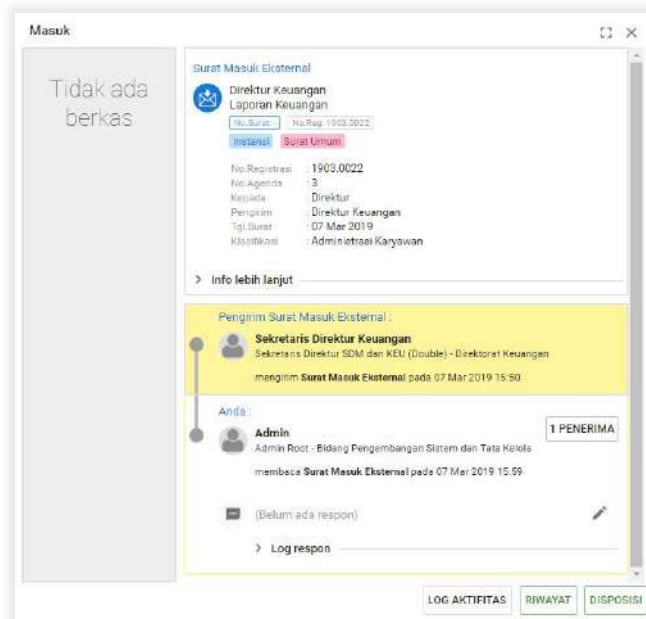 Masuk
Tidak ada
berkas
Surat Masuk Eksternal
Direktur Keuangan
Laporan Keuangan
No.Surat: -
No.Reg: 1903.0022
Instansi
Surat Umum
No.Registrasi : 1903.0022
No.Agenda : 3
Kepada : Direktur
Pengirim : Direktur Keuangan
Tgl.Surat : 07 Mar 2019
Klasifikasi : Administrasi Karyawan
Info lebih lanjut
Pengirim Surat Masuk Eksternal :
Sekretaris Direktur Keuangan
Sekretaris Direktur SDM dan KEU (Double) - Direktorat Keuangan
mengirim Surat Masuk Eksternal pada 07 Mar 2019 15:50
Anda :
1 PENERIMA
Admin
Admin Root - Bidang Pengembangan Sistem dan Tata Kelola
membaca Surat Masuk Eksternal pada 07 Mar 2019 15:59
(Belum ada respon)
Log respon
LOG AKTIFITAS
RIWAYAT
DISPOSISI